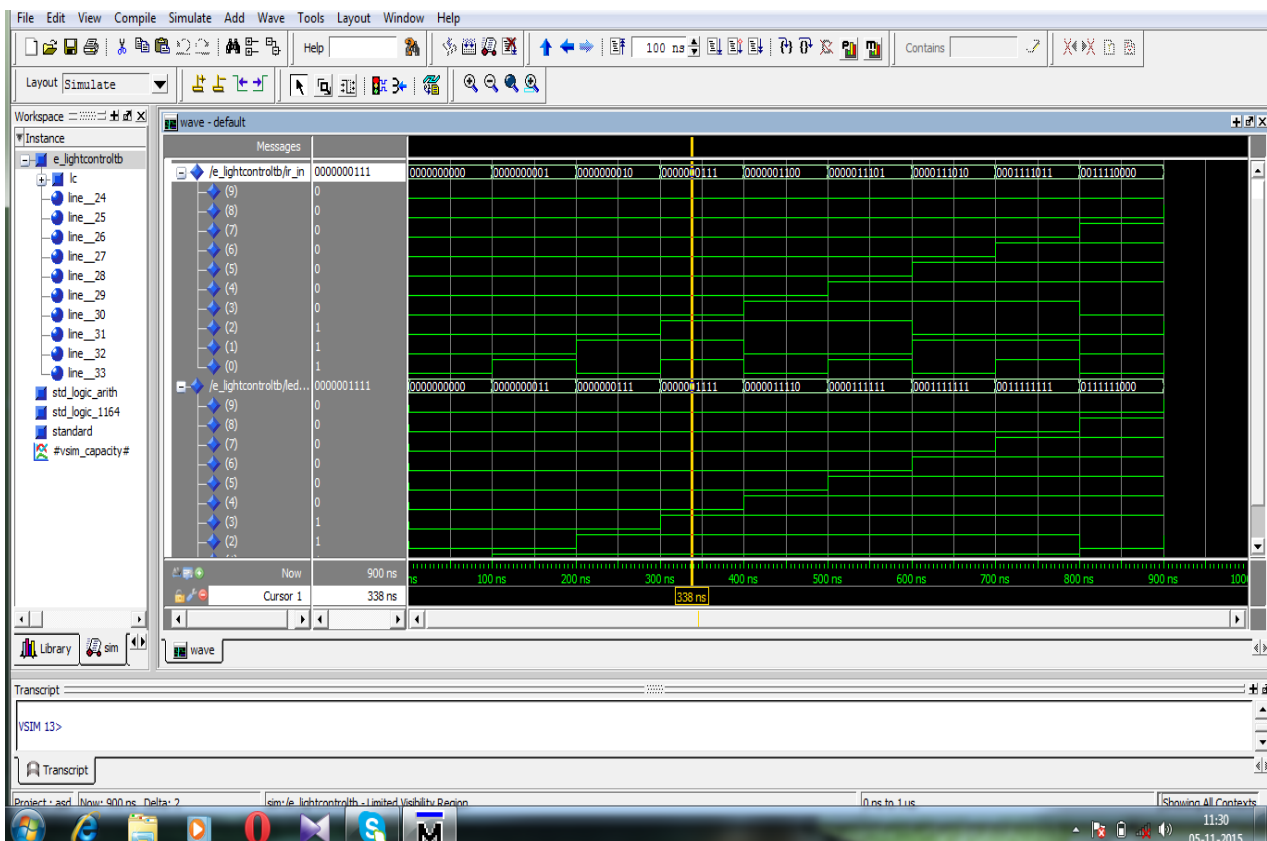 File Edit View Compile Simulate Add Wave Tools Layout Window Help
Help 100 ns Contains
Layout Simulate
Workspace
Instance
e_lightcontroltb
lc
line__24
line__25
line__26
line__27
line__28
line__29
line__30
line__31
line__32
line__33
std_logic_arith
std_logic_1164
standard
#vsim_capacity#
Library sim
wave - default
Messages
/e_lightcontroltb/ir_in 0000000111 0000000000 0000000001 0000000010 0000000111 0000001100 0000011101 0000111010 0001111011 0011110000
(9) 0
(8) 0
(7) 0
(6) 0
(5) 0
(4) 0
(3) 0
(2) 1
(1) 1
(0) 1
/e_lightcontroltb/led... 0000001111 0000000000 0000000011 0000000111 0000001111 0000011110 0000111111 0001111111 0011111111 0111111000
(9) 0
(8) 0
(7) 0
(6) 0
(5) 0
(4) 0
(3) 1
(2) 1
Now 900 ns ns 100 ns 200 ns 300 ns 400 ns 500 ns 600 ns 700 ns 800 ns 900 ns 100
Cursor 1 338 ns 338 ns
wave
Transcript
VSIM 13>
Transcript
Project : asd Now: 900 ns Delta: 2 sim:/e_lightcontroltb - Limited Visibility Region 0 ns to 1 us Showing All Contexts
11:30
05-11-2015